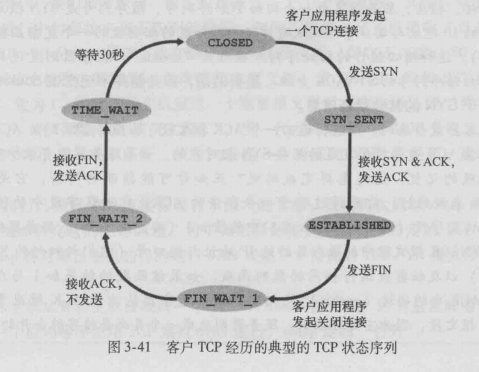 CLOSED
客户应用程序发起
一个TCP连接
发送SYN
SYN_SENT
接收SYN & ACK,
发送ACK
ESTABLISHED
发送FIN
客户应用程序
发起关闭连接
FIN_WAIT_1
接收ACK,
不发送
FIN_WAIT_2
接收FIN,
发送ACK
TIME_WAIT
等待30秒
图 3-41 客户 TCP 经历的典型的 TCP 状态序列